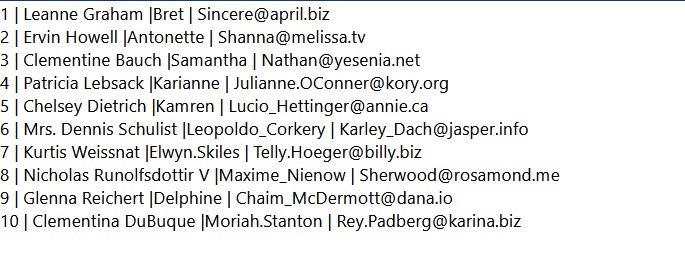 1 | Leanne Graham |Bret | Sincere@april.biz
2 | Ervin Howell |Antonette | Shanna@melissa.tv
3 | Clementine Bauch |Samantha | Nathan@yesenia.net
4 | Patricia Lebsack |Karianne | Julianne.OConner@kory.org
5 | Chelsey Dietrich |Kamren | Lucio_Hettinger@annie.ca
6 | Mrs. Dennis Schulist |Leopoldo_Corkery | Karley_Dach@jasper.info
7 | Kurtis Weissnat |Elwyn.Skiles | Telly.Hoeger@billy.biz
8 | Nicholas Runolfsdottir V |Maxime_Nienow | Sherwood@rosamond.me
9 | Glenna Reichert |Delphine | Chaim_McDermott@dana.io
10 | Clementina DuBuque |Moriah.Stanton | Rey.Padberg@karina.biz